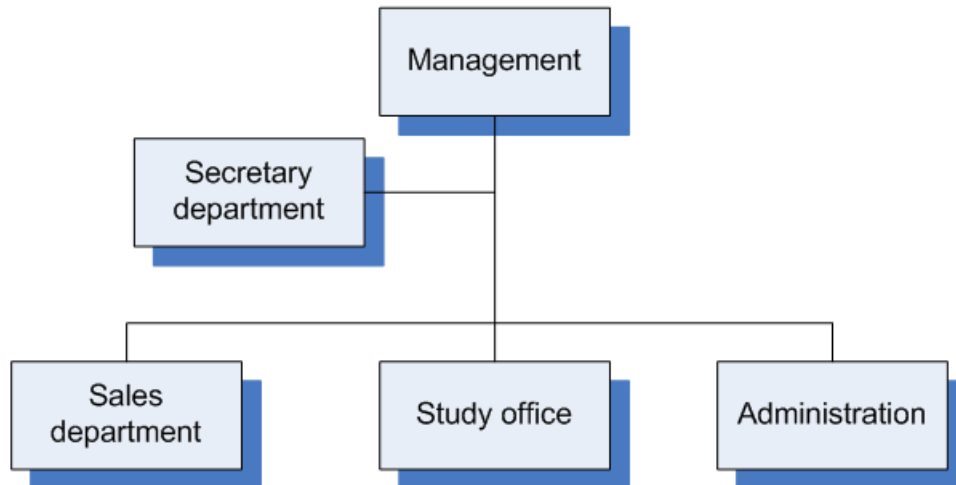 Management
Secretary
department
Sales
department
Study office
Administration